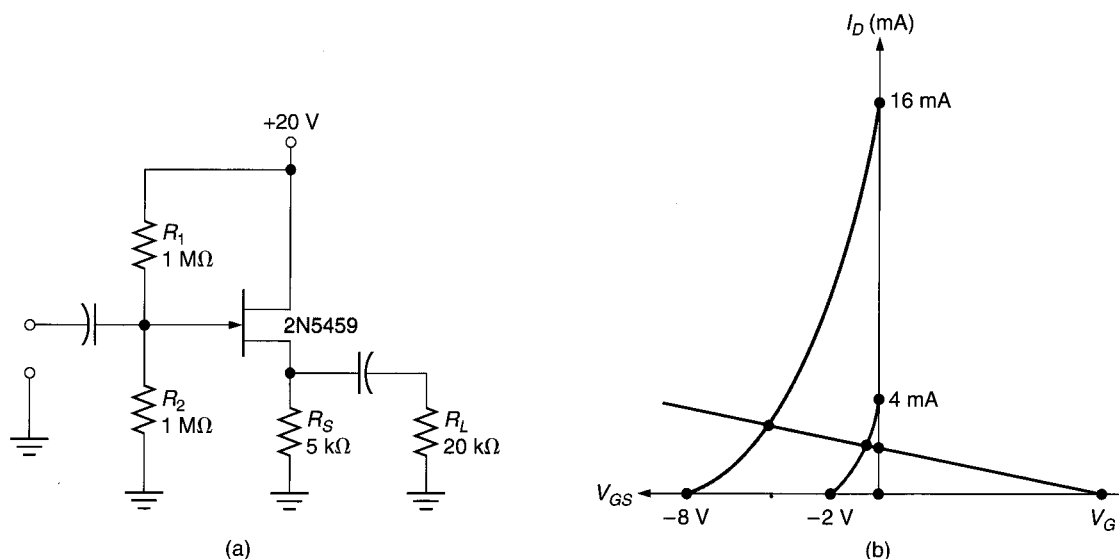 +20 V
R1
1 MΩ
2N5459
R2
1 MΩ
RS
5 kΩ
RL
20 kΩ
(a)
ID (mA)
16 mA
4 mA
VGS
−8 V
−2 V
VG
(b)